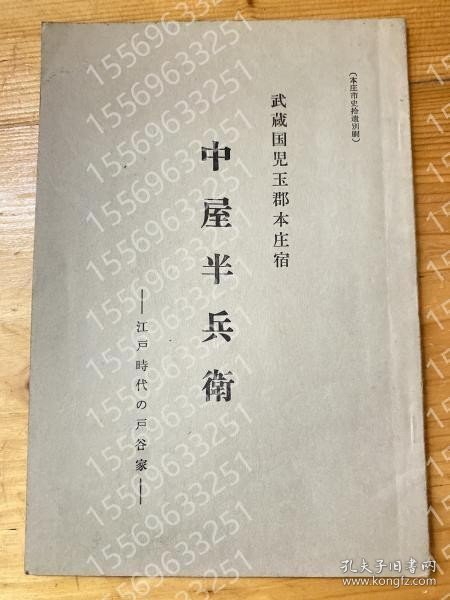 (本庄市史拾遺別冊)
武蔵国児玉郡本庄宿
中屋半兵衛
——江戸時代の戸谷家——
15569633251
孔夫子旧书网
www.kongfz.com